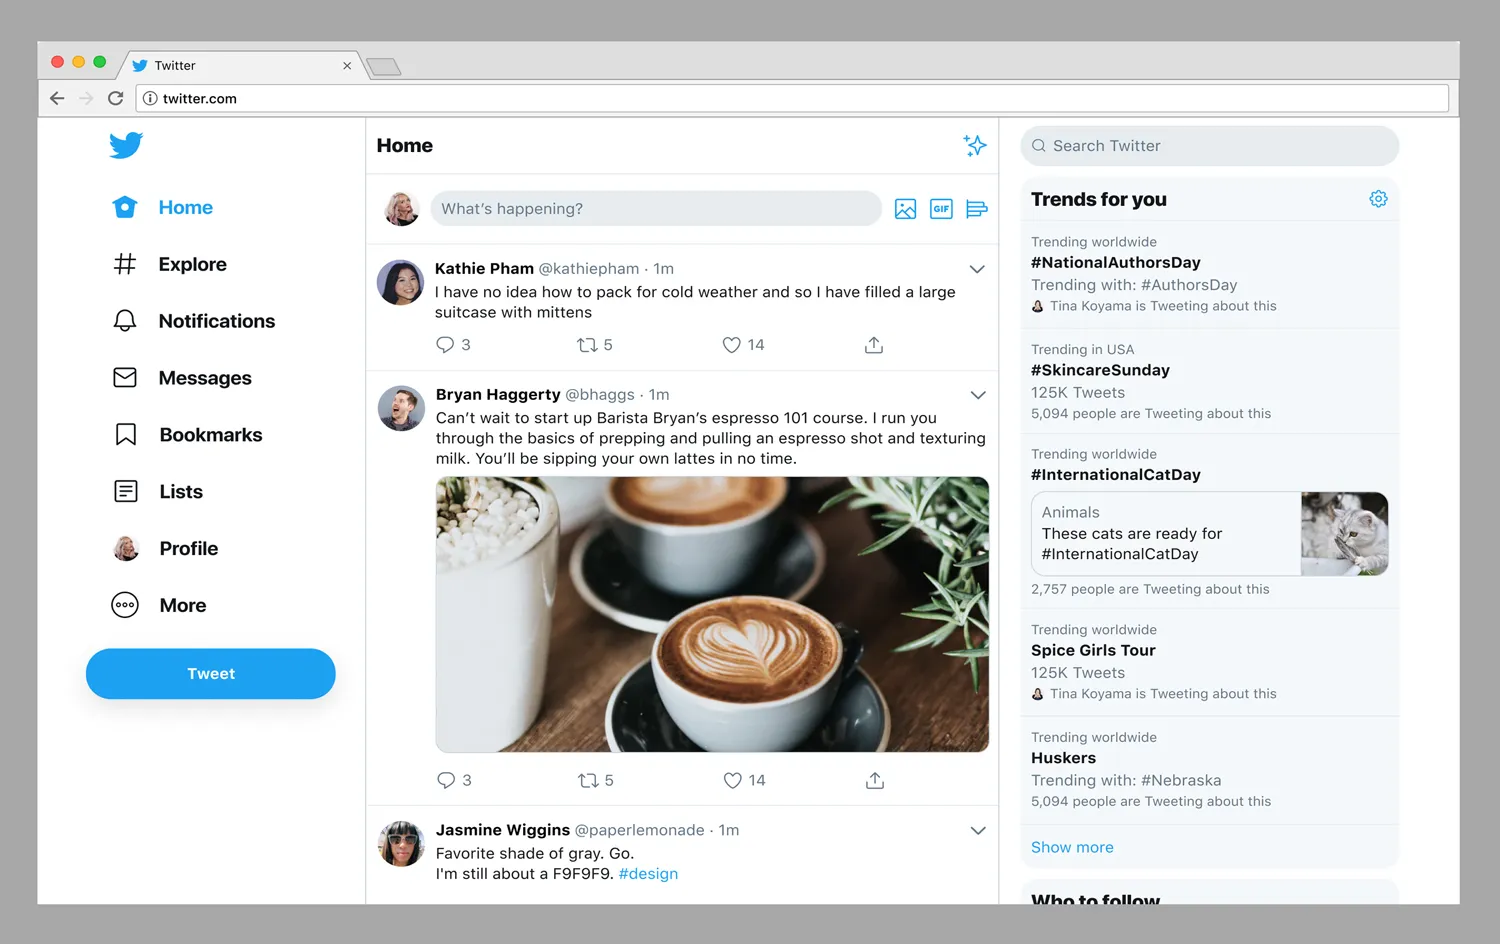 Twitter
twitter.com
Home
Explore
Notifications
Messages
Bookmarks
Lists
Profile
More
Tweet
Home
What’s happening?
GIF
Kathie Pham @kathiepham · 1m
I have no idea how to pack for cold weather and so I have filled a large
suitcase with mittens
3 5 14
Bryan Haggerty @bhaggs · 1m
Can’t wait to start up Barista Bryan’s espresso 101 course. I run you
through the basics of prepping and pulling an espresso shot and texturing
milk. You’ll be sipping your own lattes in no time.
3 5 14
Jasmine Wiggins @paperlemonade · 1m
Favorite shade of gray. Go.
I'm still about a F9F9F9. #design
Search Twitter
Trends for you
Trending worldwide
#NationalAuthorsDay
Trending with: #AuthorsDay
Tina Koyama is Tweeting about this
Trending in USA
#SkincareSunday
125K Tweets
5,094 people are Tweeting about this
Trending worldwide
#InternationalCatDay
Animals
These cats are ready for
#InternationalCatDay
2,757 people are Tweeting about this
Trending worldwide
Spice Girls Tour
125K Tweets
Tina Koyama is Tweeting about this
Trending worldwide
Huskers
Trending with: #Nebraska
5,094 people are Tweeting about this
Show more
Who to follow